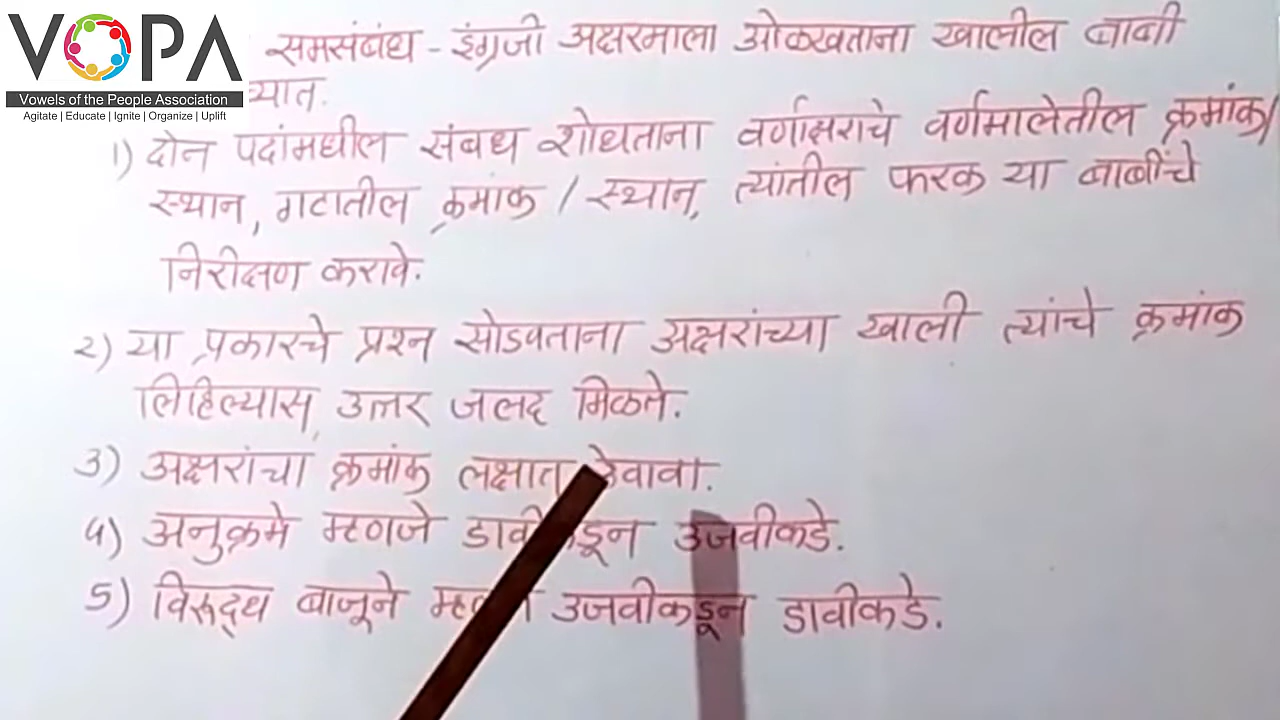 VOPA
Vowels of the People Association
Agitate | Educate | Ignite | Organize | Uplift
समसंबंध - इंग्रजी अक्षरमाला ओळखताना खालील बाबी
यात.
1) दोन पदांमधील संबध शोधताना वर्णाक्षराचे वर्णमालेतील क्रमांक/
स्थान, गटातील क्रमांक / स्थान, त्यांतील फरक या बाबींचे
निरीक्षण करावे.
२) या प्रकारचे प्रश्न सोडवताना अक्षरांच्या खाली त्यांचे क्रमांक
लिहिल्यास, उत्तर जलद मिळते.
3) अक्षरांचा क्रमांक लक्षात ठेवावा.
4) अनुक्रमे म्हणजे डावीकडून उजवीकडे.
5) विरूद्ध बाजूने उजवीकडून डावीकडे.